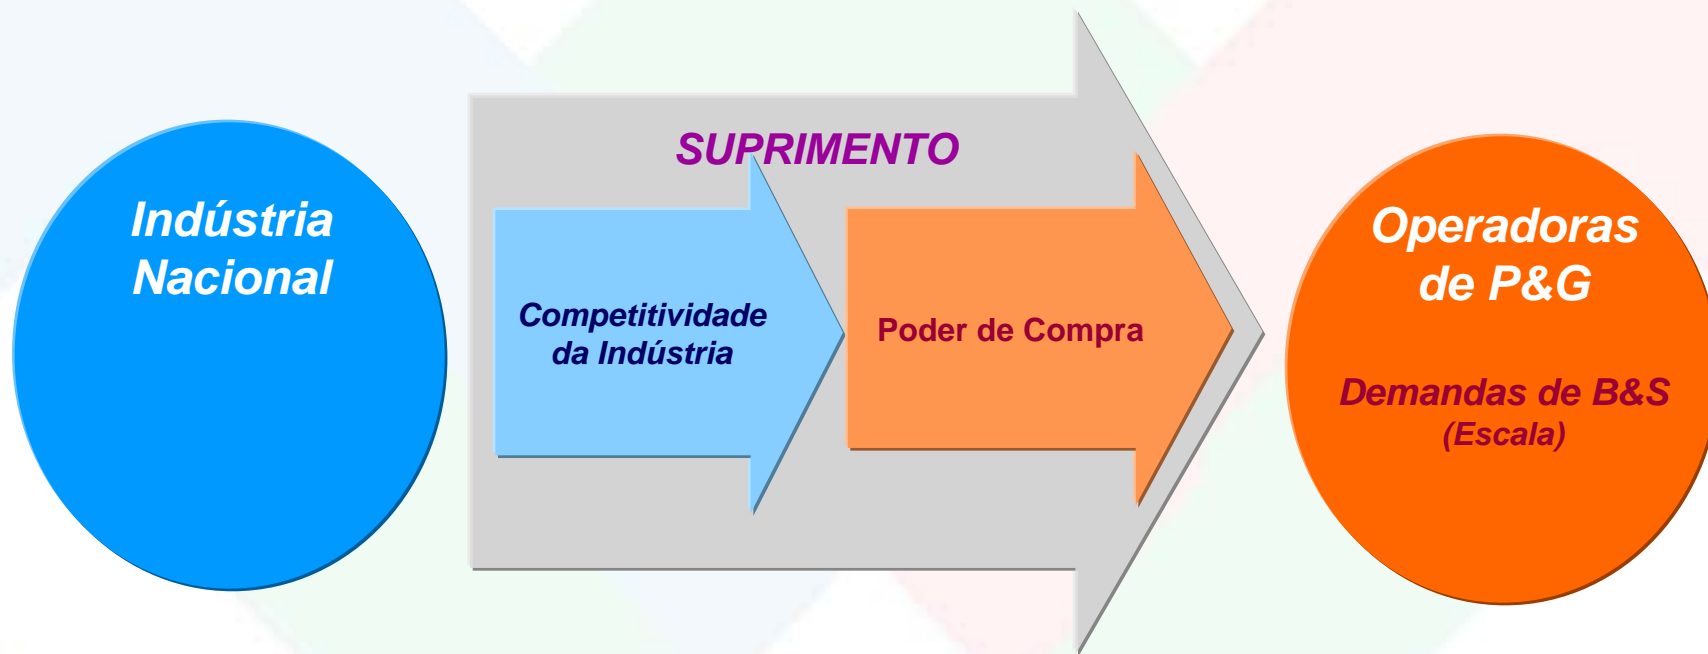 SUPRIMENTO
Indústria
Nacional
Competitividade
da Indústria
Poder de Compra
Operadoras
de P&G
Demandas de B&S
(Escala)